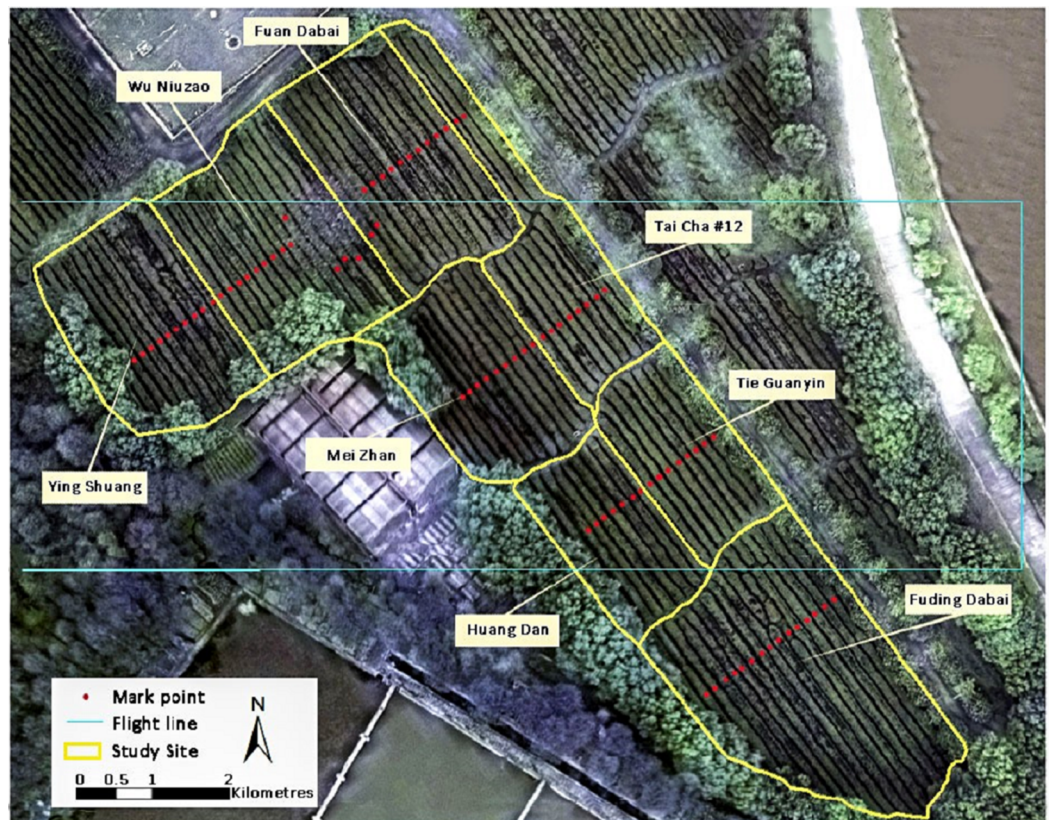 Fuan Dabai
Wu Niuzao
Tai Cha #12
Tie Guanyin
Mei Zhan
Ying Shuang
Fuding Dabai
Huang Dan
Mark point
Flight line
Study Site
N
0 0.5 1 2
Kilometres